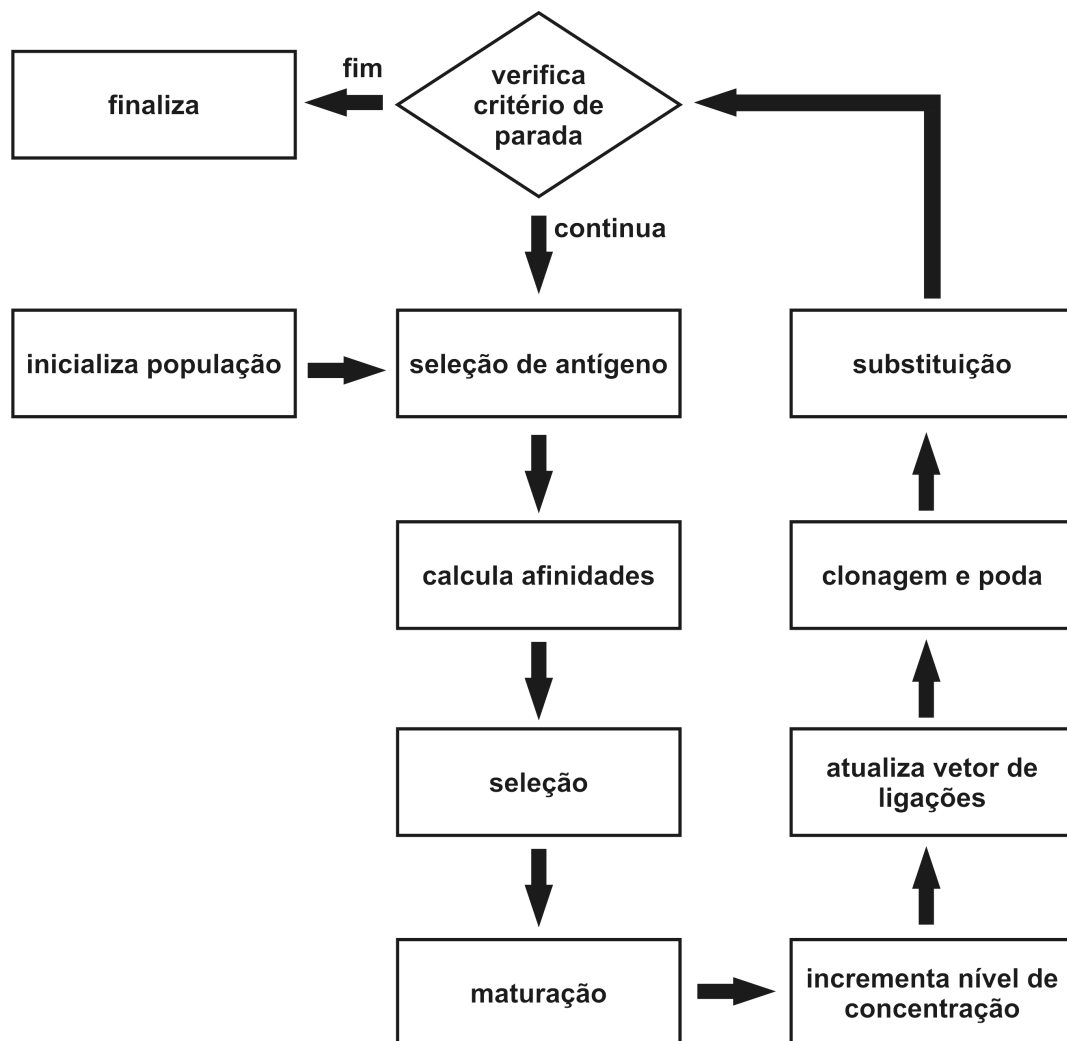 finaliza
fim
verifica
critério de
parada
continua
inicializa população
seleção de antígeno
substituição
calcula afinidades
clonagem e poda
seleção
atualiza vetor de
ligações
maturação
incrementa nível de
concentração